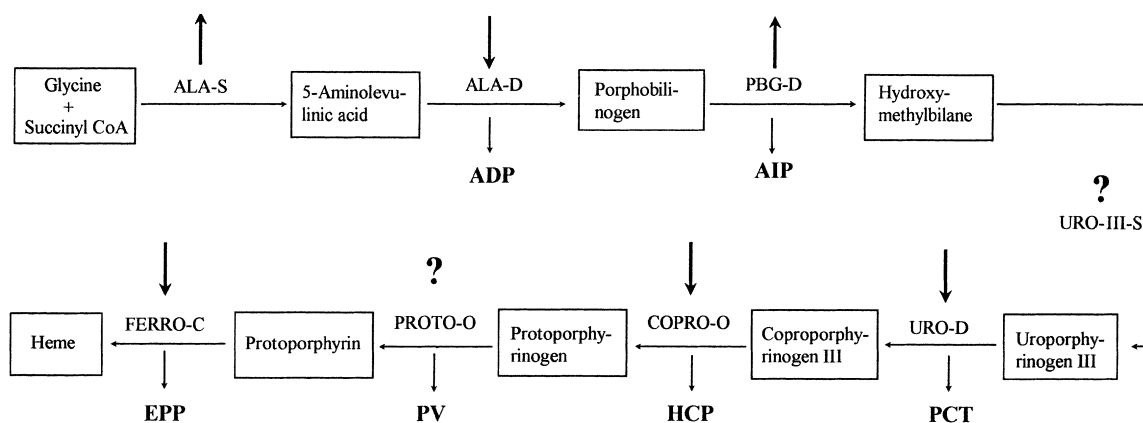 Glycine
+
Succinyl CoA
ALA-S
5-Aminolevu-
linic acid
ALA-D
ADP
Porphobili-
nogen
PBG-D
AIP
Hydroxy-
methylbilane
?
URO-III-S
Heme
FERRO-C
EPP
Protoporphyrin
?
PROTO-O
PV
Protoporphy-
rinogen
COPRO-O
HCP
Coproporphy-
rinogen III
URO-D
PCT
Uroporphy-
rinogen III